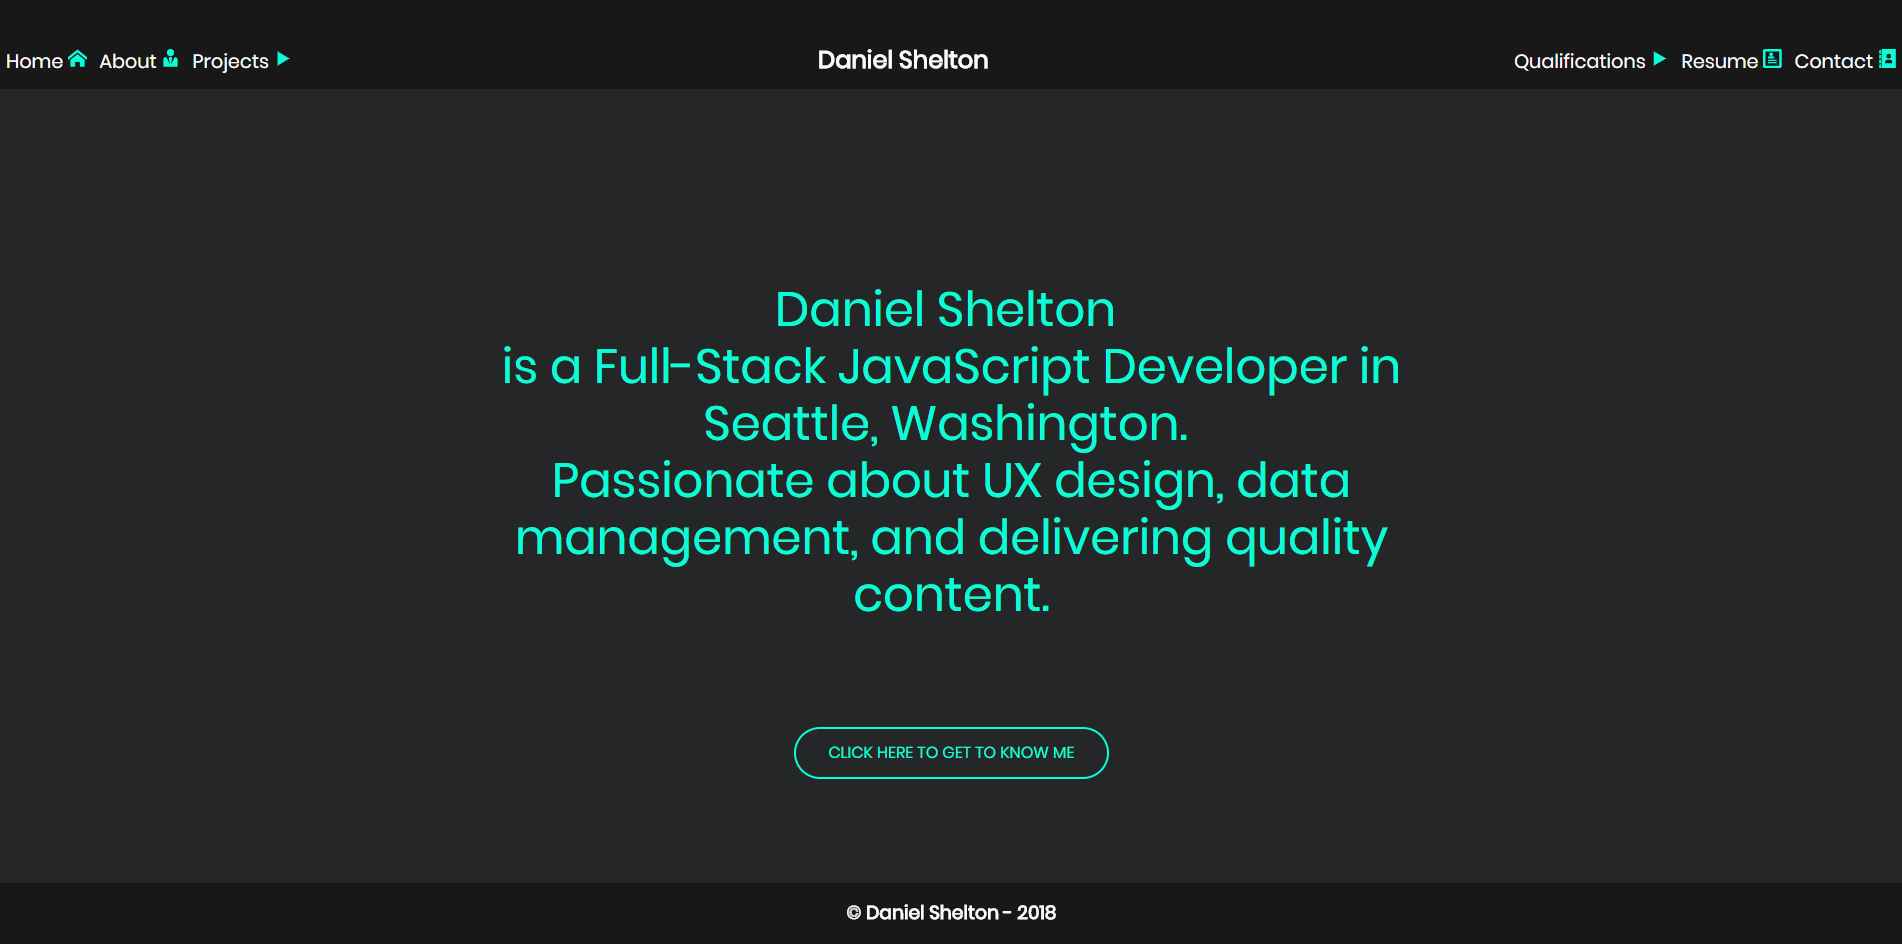 Home About Projects Daniel Shelton Qualifications Resume Contact
Daniel Shelton
is a Full-Stack JavaScript Developer in
Seattle, Washington.
Passionate about UX design, data
management, and delivering quality
content.
CLICK HERE TO GET TO KNOW ME
© Daniel Shelton - 2018